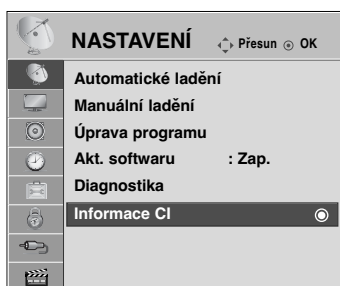 NASTAVENÍ Přesun OK
Automatické ladění
Manuální ladění
Úprava programu
Akt. softwaru : Zap.
Diagnostika
Informace CI